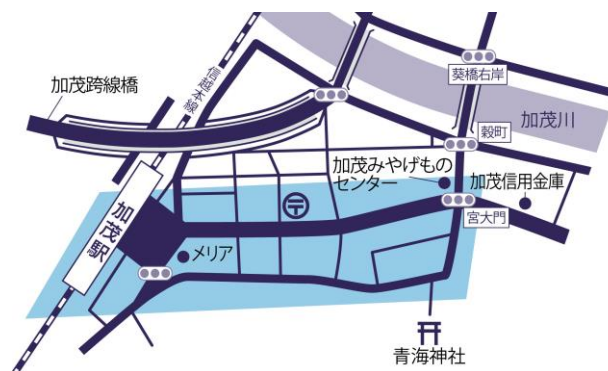 葵橋右岸
信越本線
加茂跨線橋
加茂川
穀町
加茂みやげもの
センター
加茂信用金庫
宮大門
加茂駅
メリア
青海神社